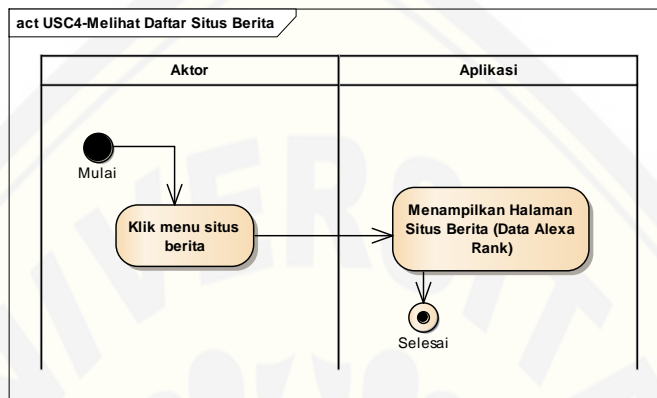 act USC4-Melihat Daftar Situs Berita
Aktor
Aplikasi
Mulai
Klik menu situs
berita
Menampilkan Halaman
Situs Berita (Data Alexa
Rank)
Selesai